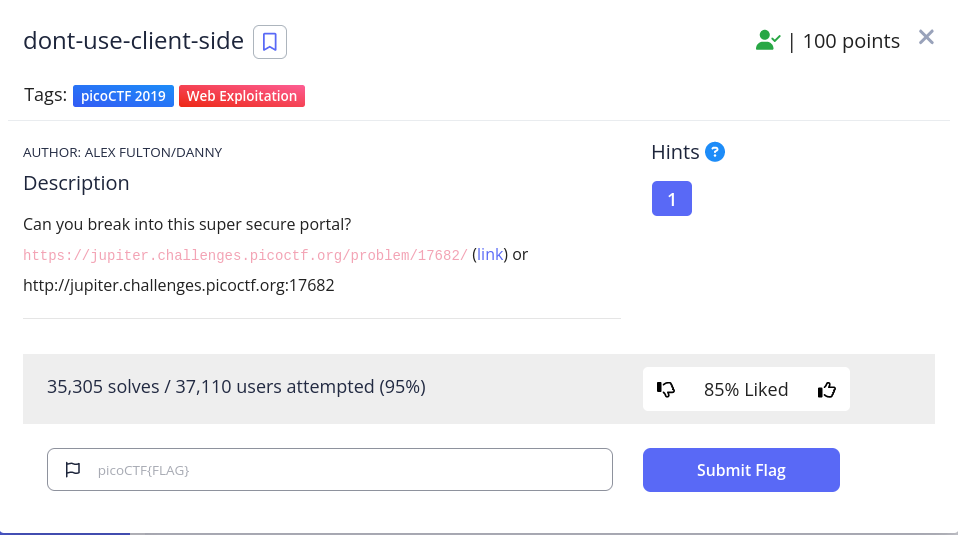 dont-use-client-side
| 100 points
Tags: picoCTF 2019 Web Exploitation
AUTHOR: ALEX FULTON/DANNY
Hints ?
Description
1
Can you break into this super secure portal?
https://jupiter.challenges.picoctf.org/problem/17682/ (link) or
http://jupiter.challenges.picoctf.org:17682
35,305 solves / 37,110 users attempted (95%)
85% Liked
picoCTF{FLAG}
Submit Flag